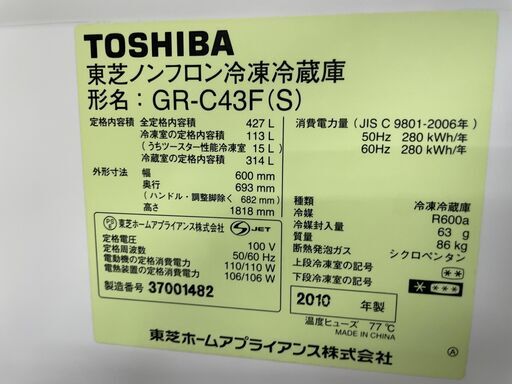 TOSHIBA
東芝ノンフロン冷凍冷蔵庫
形名：GR-C43F(S)
定格内容積 全定格内容積 427 L
冷凍室の定格内容積 113 L
(うちツースター性能冷凍室 15 L)
冷蔵室の定格内容積 314 L
外形寸法 幅 600 mm
奥行 693 mm
(ハンドル・調整脚除く 682 mm)
高さ 1818 mm
消費電力量 (JIS C 9801-2006年)
50Hz 280 kWh/年
60Hz 280 kWh/年
種類 冷凍冷蔵庫
冷媒 R600a
冷媒封入量 63 g
質量 86 kg
断熱発泡ガス シクロペンタン
上段冷凍室の記号 **
下段冷凍室の記号 ****
PSE 東芝ホームアプライアンス株式会社 S JET
定格電圧 100 V
定格周波数 50/60 Hz
電動機の定格消費電力 110/110 W
電熱装置の定格消費電力 106/106 W
製造番号 37001482
2010 年製
温度ヒューズ 77℃
MADE IN CHINA
東芝ホームアプライアンス株式会社
Ⓐ